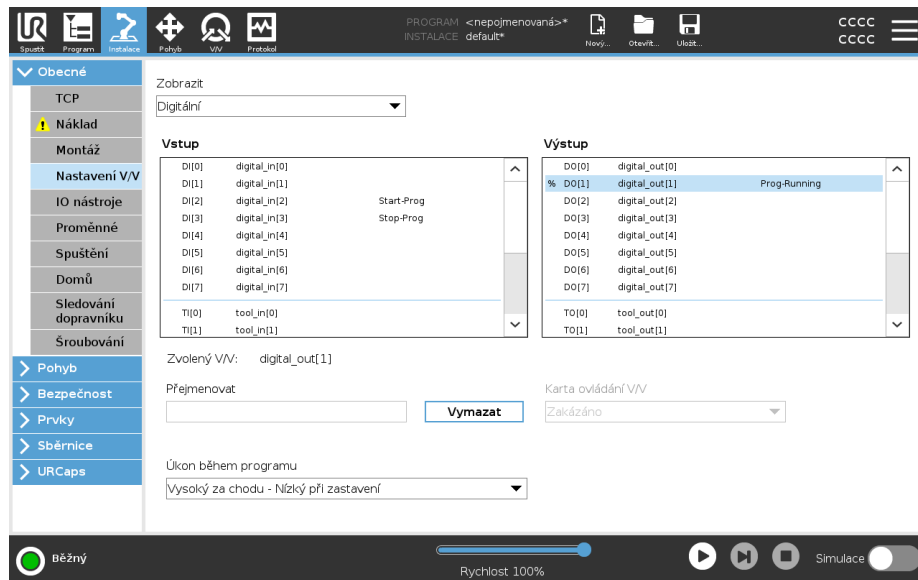 PROGRAM <nepojmenovaná>*
INSTALACE default*
CCCC
CCCC
Spustit Program Instalace Pohyb V/V Protokol Nový... Otevřít... Uložit...
Obecné
TCP
Náklad
Montáž
Nastavení V/V
IO nástroje
Proměnné
Spuštění
Domů
Sledování
dopravníku
Šroubování
Pohyb
Bezpečnost
Prvky
Sběrnice
URCaps
Zobrazit
Digitální
Vstup
DI[0] digital_in[0]
DI[1] digital_in[1]
DI[2] digital_in[2] Start-Prog
DI[3] digital_in[3] Stop-Prog
DI[4] digital_in[4]
DI[5] digital_in[5]
DI[6] digital_in[6]
DI[7] digital_in[7]
TI[0] tool_in[0]
TI[1] tool_in[1]
Výstup
DO[0] digital_out[0]
% DO[1] digital_out[1] Prog-Running
DO[2] digital_out[2]
DO[3] digital_out[3]
DO[4] digital_out[4]
DO[5] digital_out[5]
DO[6] digital_out[6]
DO[7] digital_out[7]
TO[0] tool_out[0]
TO[1] tool_out[1]
Zvolený V/V: digital_out[1]
Přejmenovat
Vymazat
Karta ovládání V/V
Zakázáno
Úkon během programu
Vysoký za chodu - Nízký při zastavení
Běžný
Rychlost 100%
Simulace